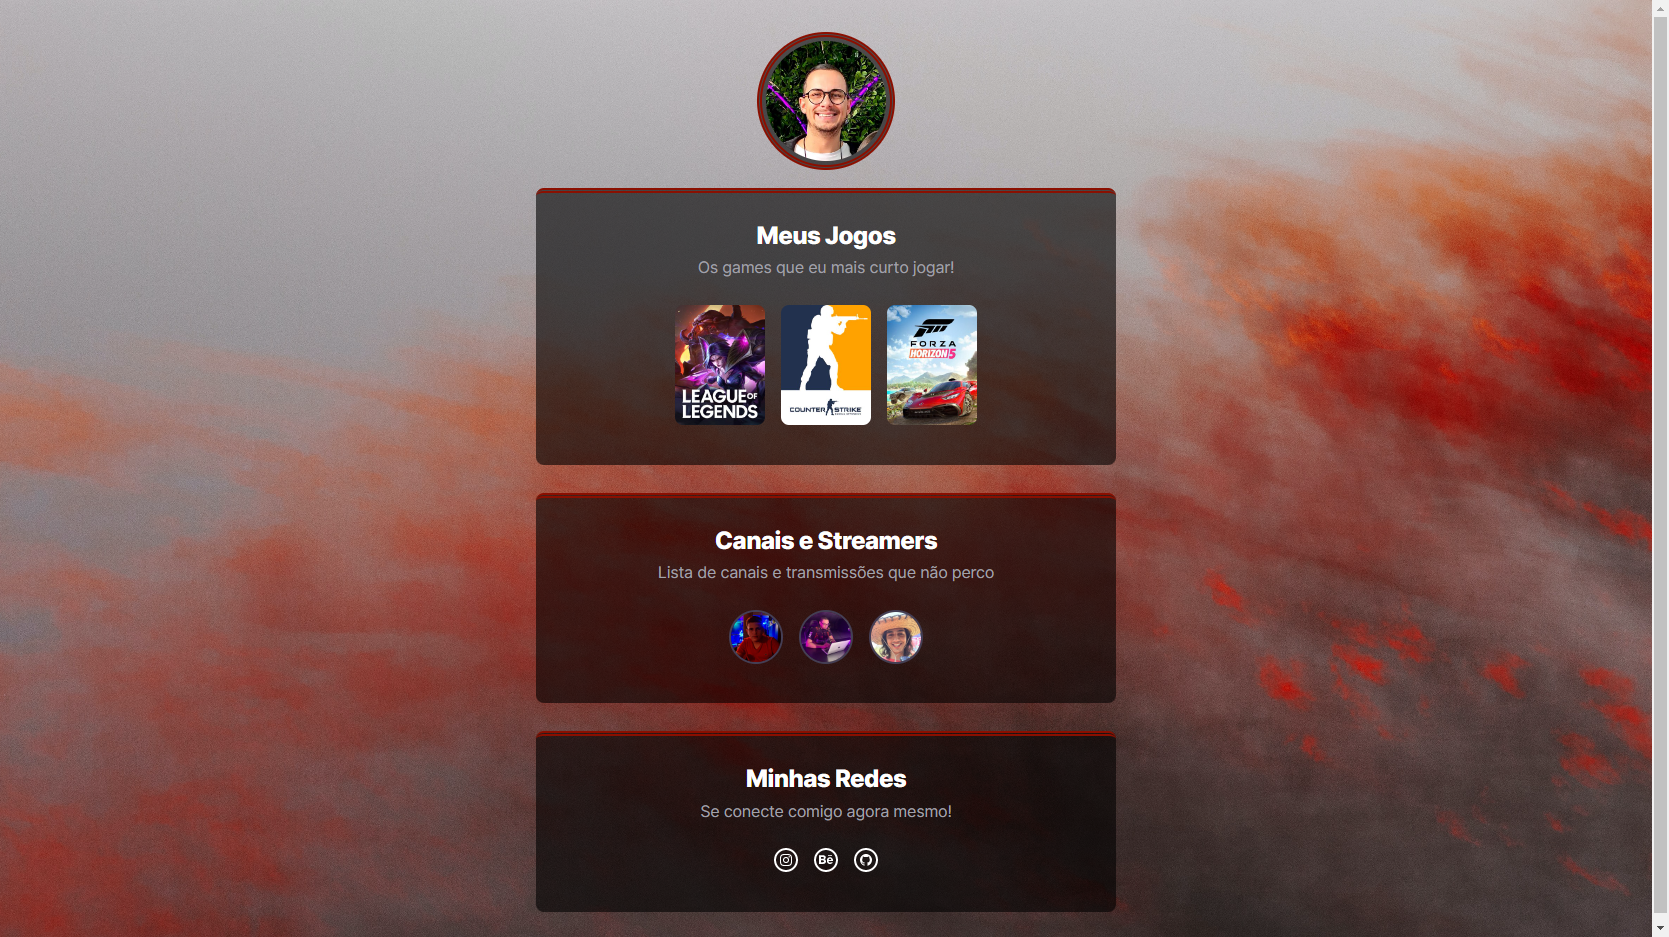 Meus Jogos
Os games que eu mais curto jogar!
LEAGUE OF
LEGENDS
COUNTER STRIKE
FORZA
HORIZON 5
Canais e Streamers
Lista de canais e transmissões que não perco
Minhas Redes
Se conecte comigo agora mesmo!
Bē